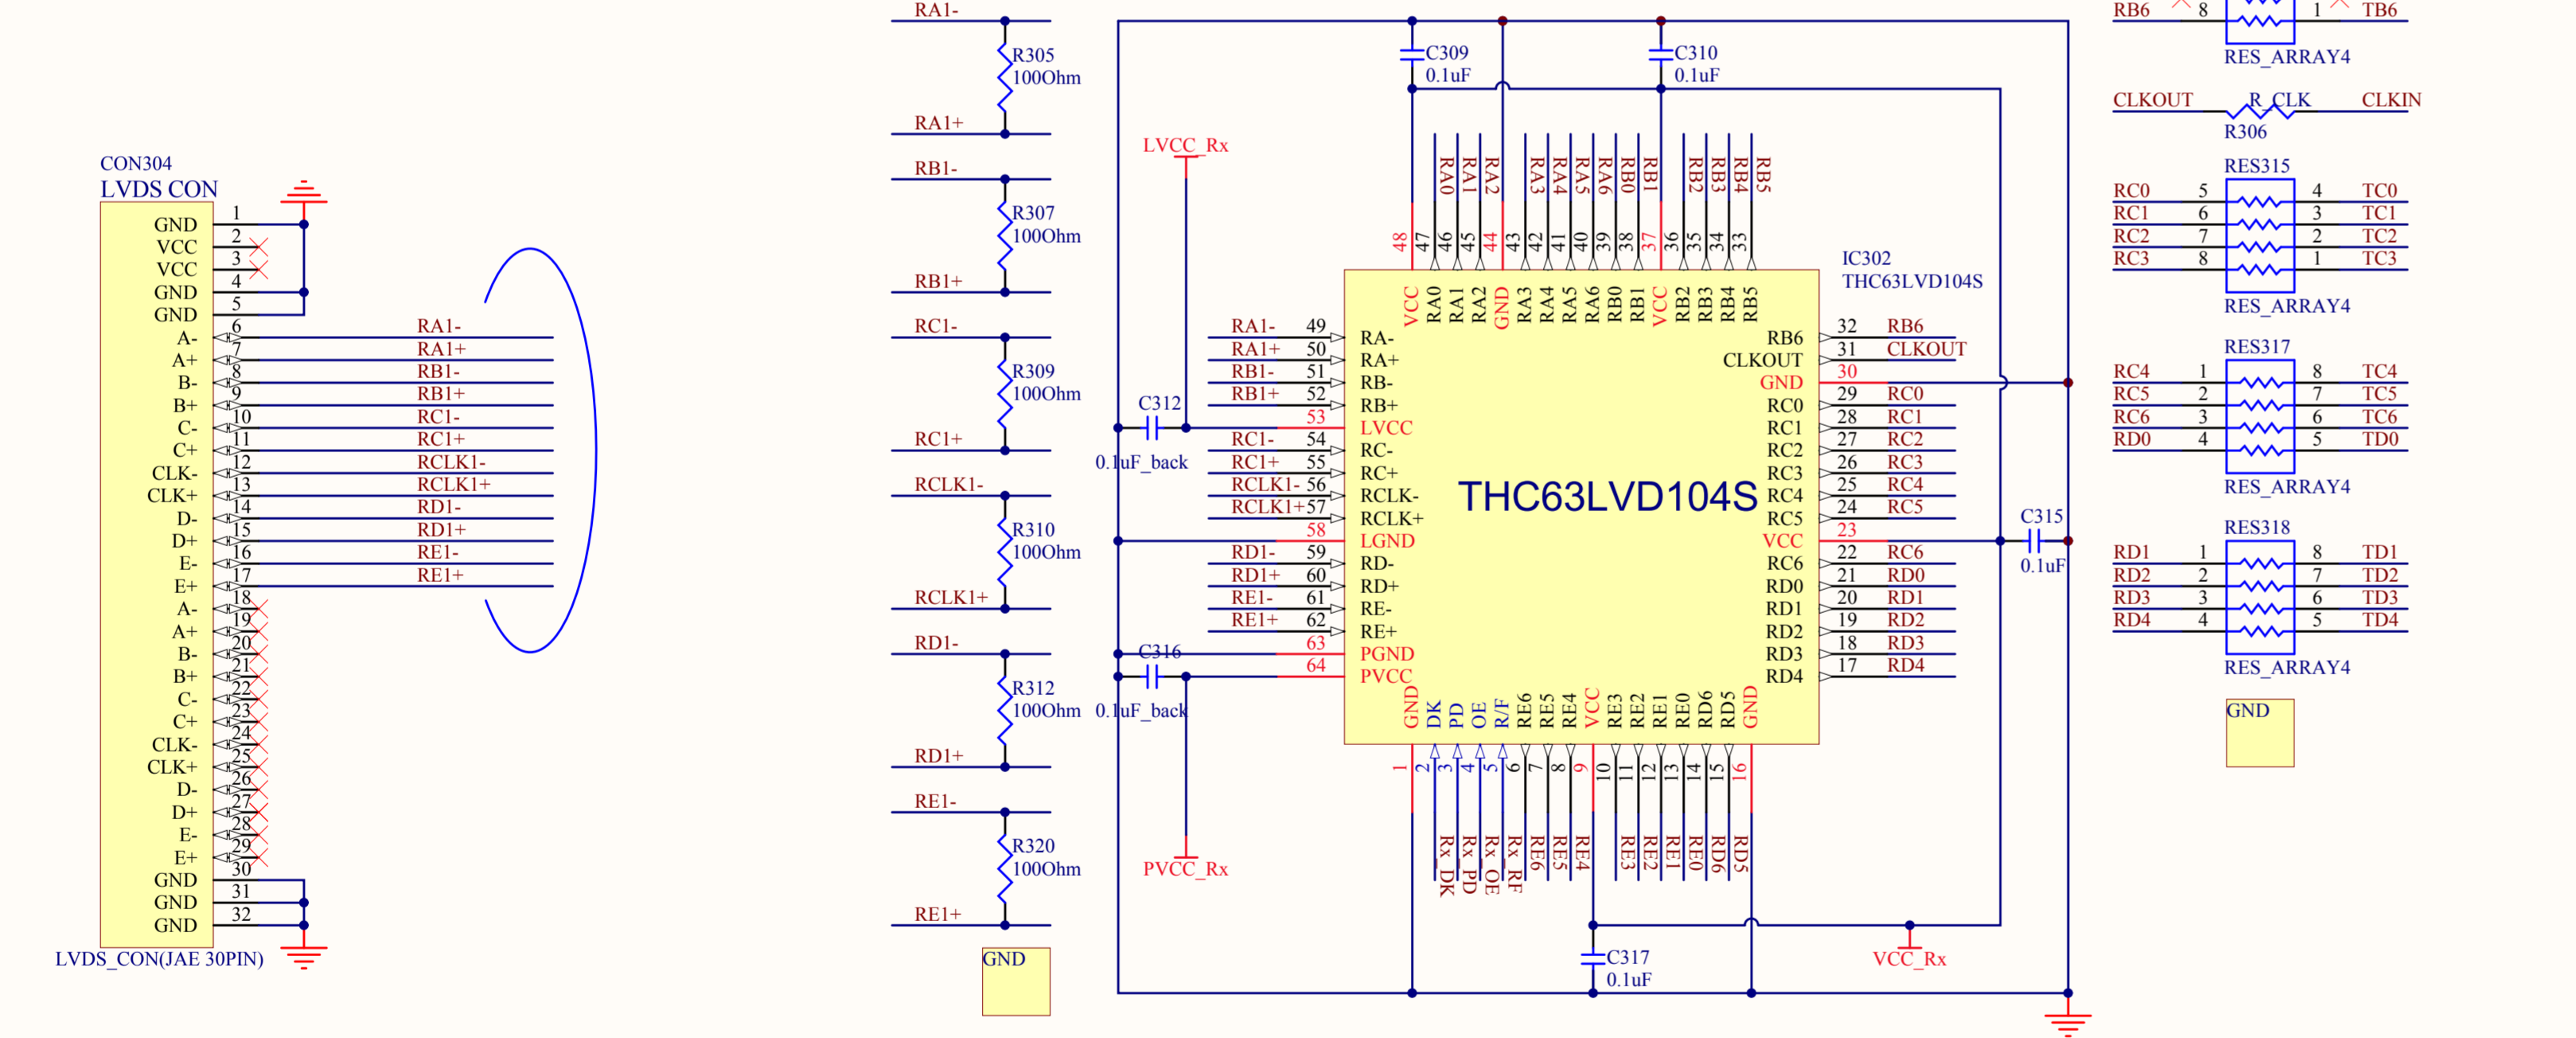 CON304
LVDS CON
GND 1
VCC 2
VCC 3
GND 4
GND 5
A- 6 RA1-
A+ 7 RA1+
B- 8 RB1-
B+ 9 RB1+
C- 10 RC1-
C+ 11 RC1+
CLK- 12 RCLK1-
CLK+ 13 RCLK1+
D- 14 RD1-
D+ 15 RD1+
E- 16 RE1-
E+ 17 RE1+
A- 18
A+ 19
B- 20
B+ 21
C- 22
C+ 23
CLK- 24
CLK+ 25
D- 26
D+ 27
E- 28
E+ 29
GND 30
GND 31
GND 32
LVDS_CON(JAE 30PIN)
RA1-
R305
100Ohm
RA1+
RB1-
R307
100Ohm
RB1+
RC1-
R309
100Ohm
RC1+
RCLK1-
R310
100Ohm
RCLK1+
RD1-
R312
100Ohm
RD1+
RE1-
R320
100Ohm
RE1+
GND
C309
0.1uF
C310
0.1uF
LVCC_Rx
C312
0.1uF_back
C316
0.1uF_back
PVCC_Rx
RA0 RA1 RA2 RA3 RA4 RA5 RA6 RB0 RB1 RB2 RB3 RB4 RB5
48 47 46 45 44 43 42 41 40 39 38 37 36 35 34 33
VCC RA0 RA1 RA2 GND RA3 RA4 RA5 RA6 RB0 RB1 VCC RB2 RB3 RB4 RB5
IC302
THC63LVD104S
RA1- 49 RA-
RA1+ 50 RA+
RB1- 51 RB-
RB1+ 52 RB+
53 LVCC
RC1- 54 RC-
RC1+ 55 RC+
RCLK1- 56 RCLK-
RCLK1+ 57 RCLK+
58 LGND
RD1- 59 RD-
RD1+ 60 RD+
RE1- 61 RE-
RE1+ 62 RE+
63 PGND
64 PVCC
THC63LVD104S
RB6 32 RB6
CLKOUT 31 CLKOUT
GND 30
RC0 29 RC0
RC1 28 RC1
RC2 27 RC2
RC3 26 RC3
RC4 25 RC4
RC5 24 RC5
VCC 23
RC6 22 RC6
RD0 21 RD0
RD1 20 RD1
RD2 19 RD2
RD3 18 RD3
RD4 17 RD4
GND DK PD OE R/F RE6 RE5 RE4 VCC RE3 RE2 RE1 RE0 RD6 RD5 GND
1 2 3 4 5 6 7 8 9 10 11 12 13 14 15 16
Rx_DK Rx_PD Rx_OE Rx_RF RE6 RE5 RE4 RE3 RE2 RE1 RE0 RD6 RD5
C315
0.1uF
C317
0.1uF
VCC_Rx
RB6 8 1 TB6
RES_ARRAY4
CLKOUT R_CLK CLKIN
R306
RES315
RC0 5 4 TC0
RC1 6 3 TC1
RC2 7 2 TC2
RC3 8 1 TC3
RES_ARRAY4
RES317
RC4 1 8 TC4
RC5 2 7 TC5
RC6 3 6 TC6
RD0 4 5 TD0
RES_ARRAY4
RES318
RD1 1 8 TD1
RD2 2 7 TD2
RD3 3 6 TD3
RD4 4 5 TD4
RES_ARRAY4
GND